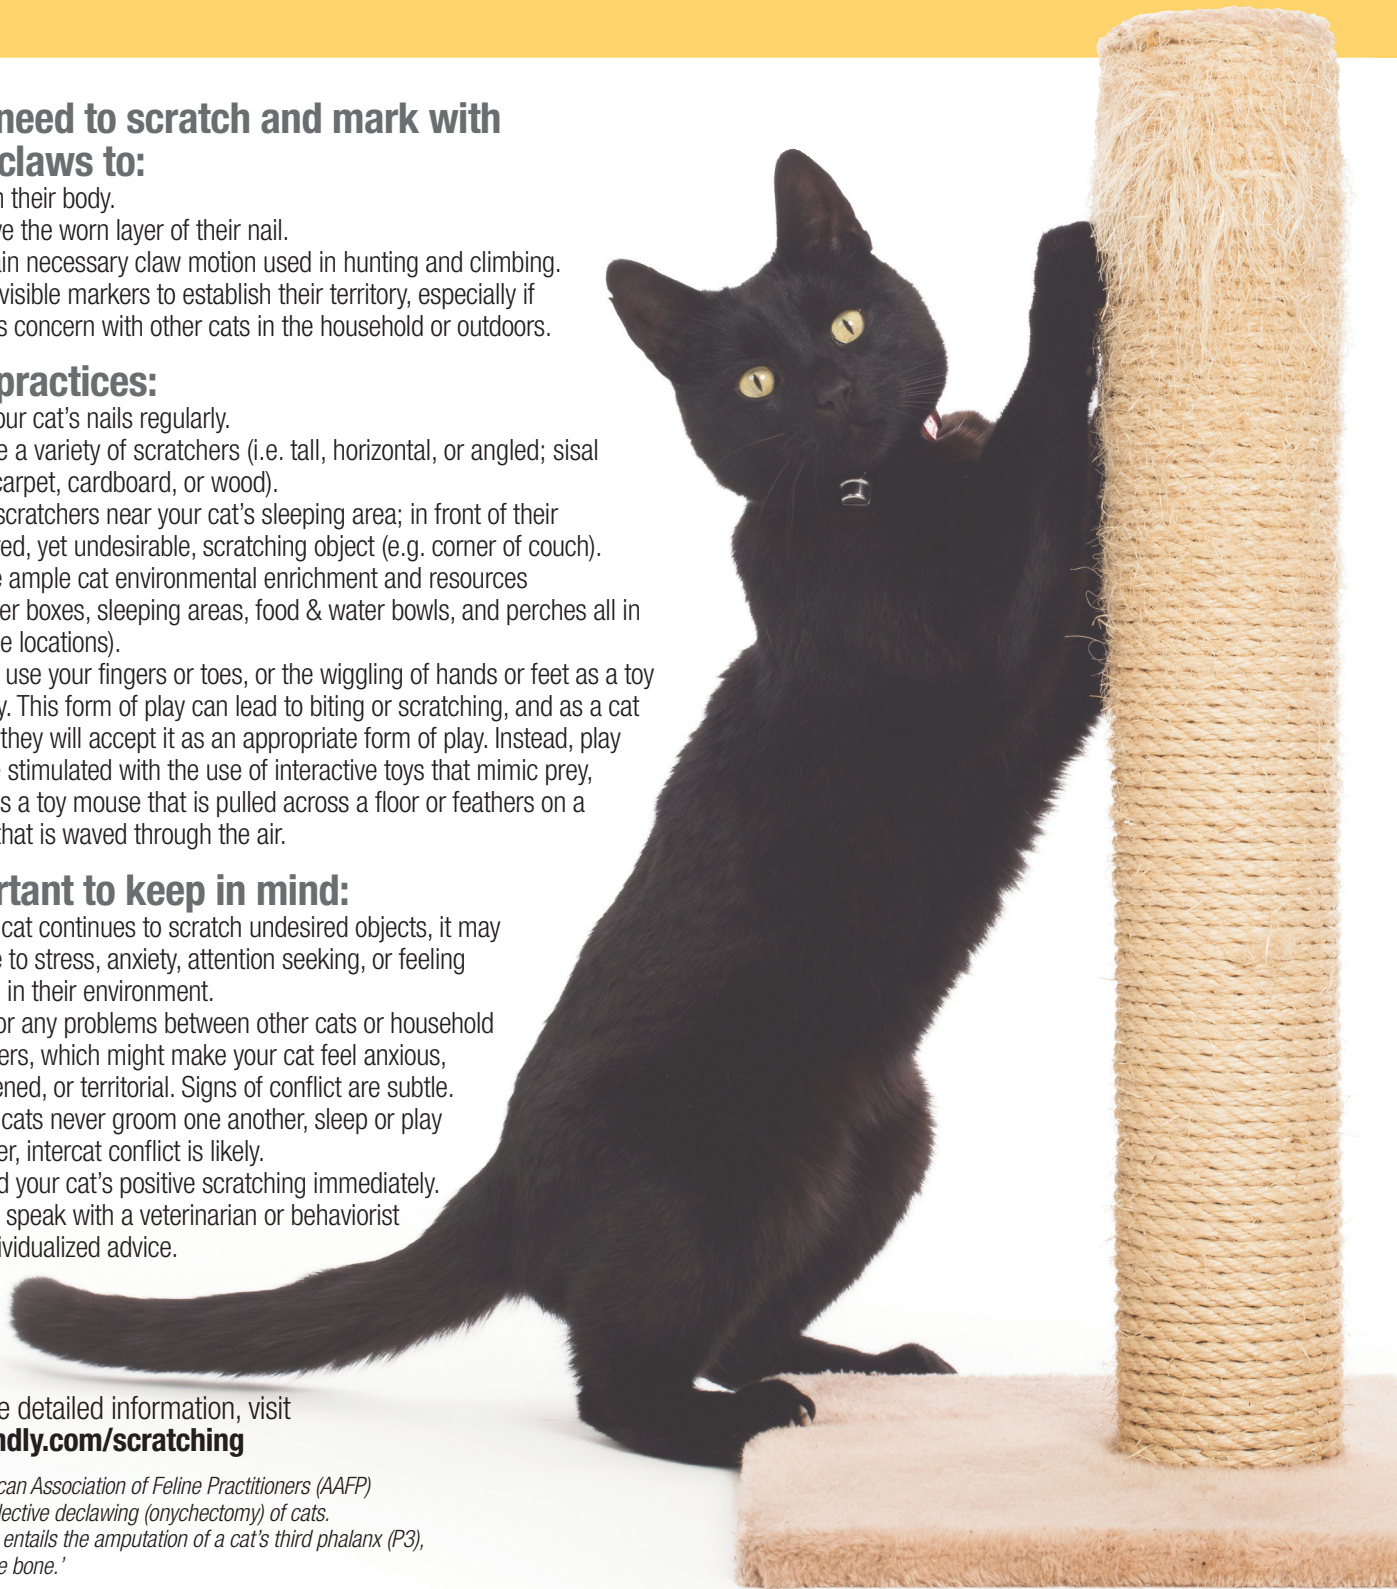 need to scratch and mark with
claws to:
their body.
the worn layer of their nail.
necessary claw motion used in hunting and climbing.
visible markers to establish their territory, especially if
concern with other cats in the household or outdoors.
practices:
cat's nails regularly.
a variety of scratchers (i.e. tall, horizontal, or angled; sisal
carpet, cardboard, or wood).
scratchers near your cat's sleeping area; in front of their
yet undesirable, scratching object (e.g. corner of couch).
ample cat environmental enrichment and resources
boxes, sleeping areas, food & water bowls, and perches all in
locations).
use your fingers or toes, or the wiggling of hands or feet as a toy
This form of play can lead to biting or scratching, and as a cat
they will accept it as an appropriate form of play. Instead, play
stimulated with the use of interactive toys that mimic prey,
a toy mouse that is pulled across a floor or feathers on a
that is waved through the air.
rtant to keep in mind:
cat continues to scratch undesired objects, it may
to stress, anxiety, attention seeking, or feeling
in their environment.
or any problems between other cats or household
ers, which might make your cat feel anxious,
ened, or territorial. Signs of conflict are subtle.
cats never groom one another, sleep or play
er, intercat conflict is likely.
d your cat's positive scratching immediately.
speak with a veterinarian or behaviorist
ividualized advice.
e detailed information, visit
ndly.com/scratching
can Association of Feline Practitioners (AAFP)
lective declawing (onychectomy) of cats.
entails the amputation of a cat's third phalanx (P3),
e bone.'